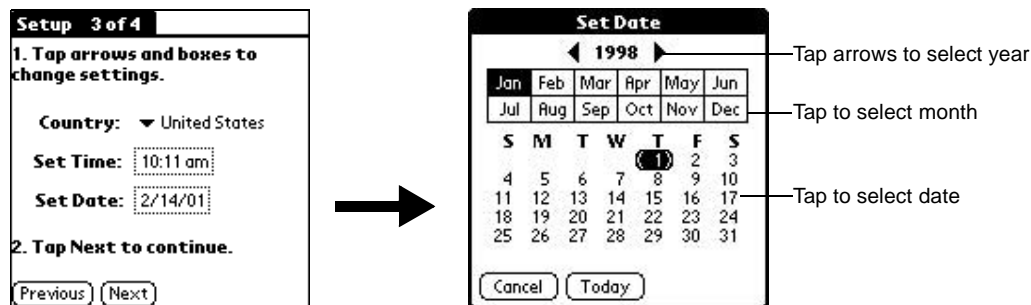 Setup 3 of 4
1. Tap arrows and boxes to
change settings.
Country: United States
Set Time: 10:11 am
Set Date: 2/14/01
2. Tap Next to continue.
Previous Next
Set Date
1998
Jan Feb Mar Apr May Jun
Jul Aug Sep Oct Nov Dec
S M T W T F S
1 2 3
4 5 6 7 8 9 10
11 12 13 14 15 16 17
18 19 20 21 22 23 24
25 26 27 28 29 30 31
Cancel Today
Tap arrows to select year
Tap to select month
Tap to select date